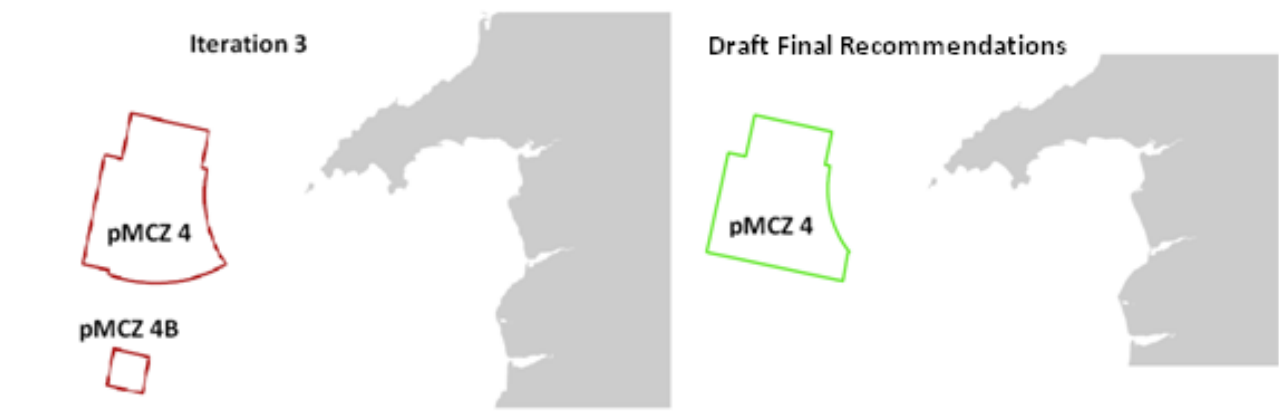 Iteration 3
Draft Final Recommendations
pMCZ 4
pMCZ 4B
pMCZ 4